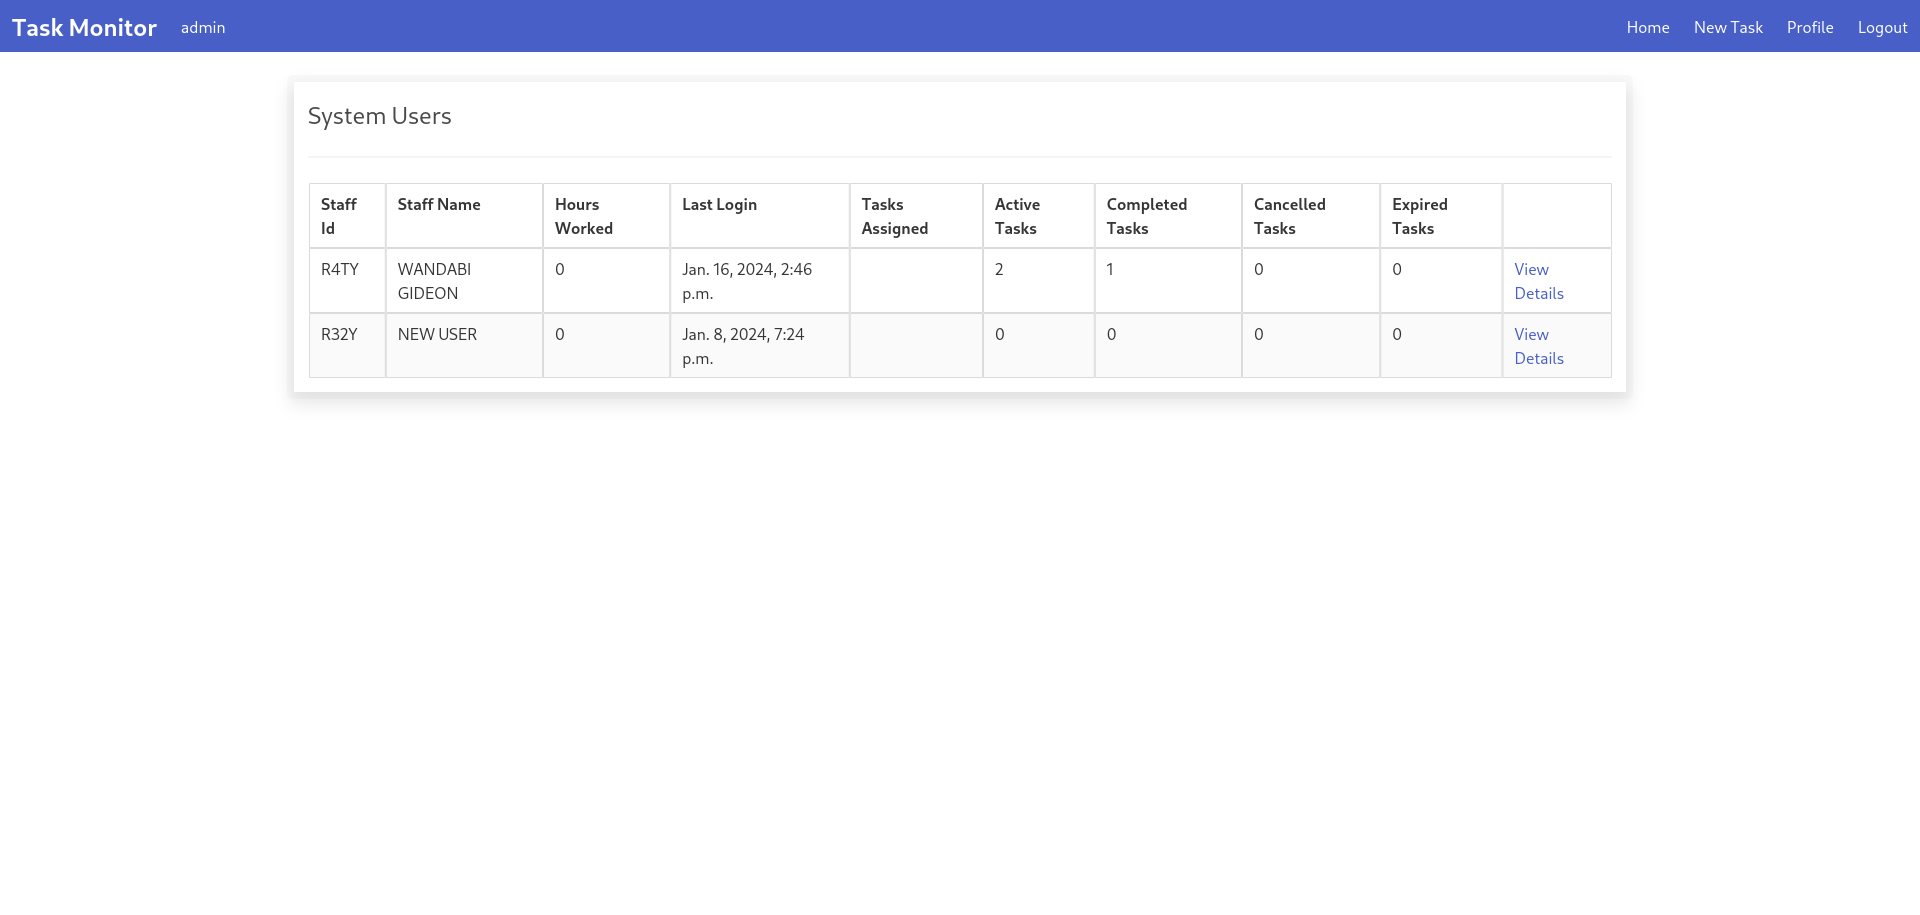 Task Monitor admin Home New Task Profile Logout
System Users
Staff Id Staff Name Hours Worked Last Login Tasks Assigned Active Tasks Completed Tasks Cancelled Tasks Expired Tasks
R4TY WANDABI GIDEON 0 Jan. 16, 2024, 2:46 p.m. 2 1 0 0 View Details
R32Y NEW USER 0 Jan. 8, 2024, 7:24 p.m. 0 0 0 0 View Details